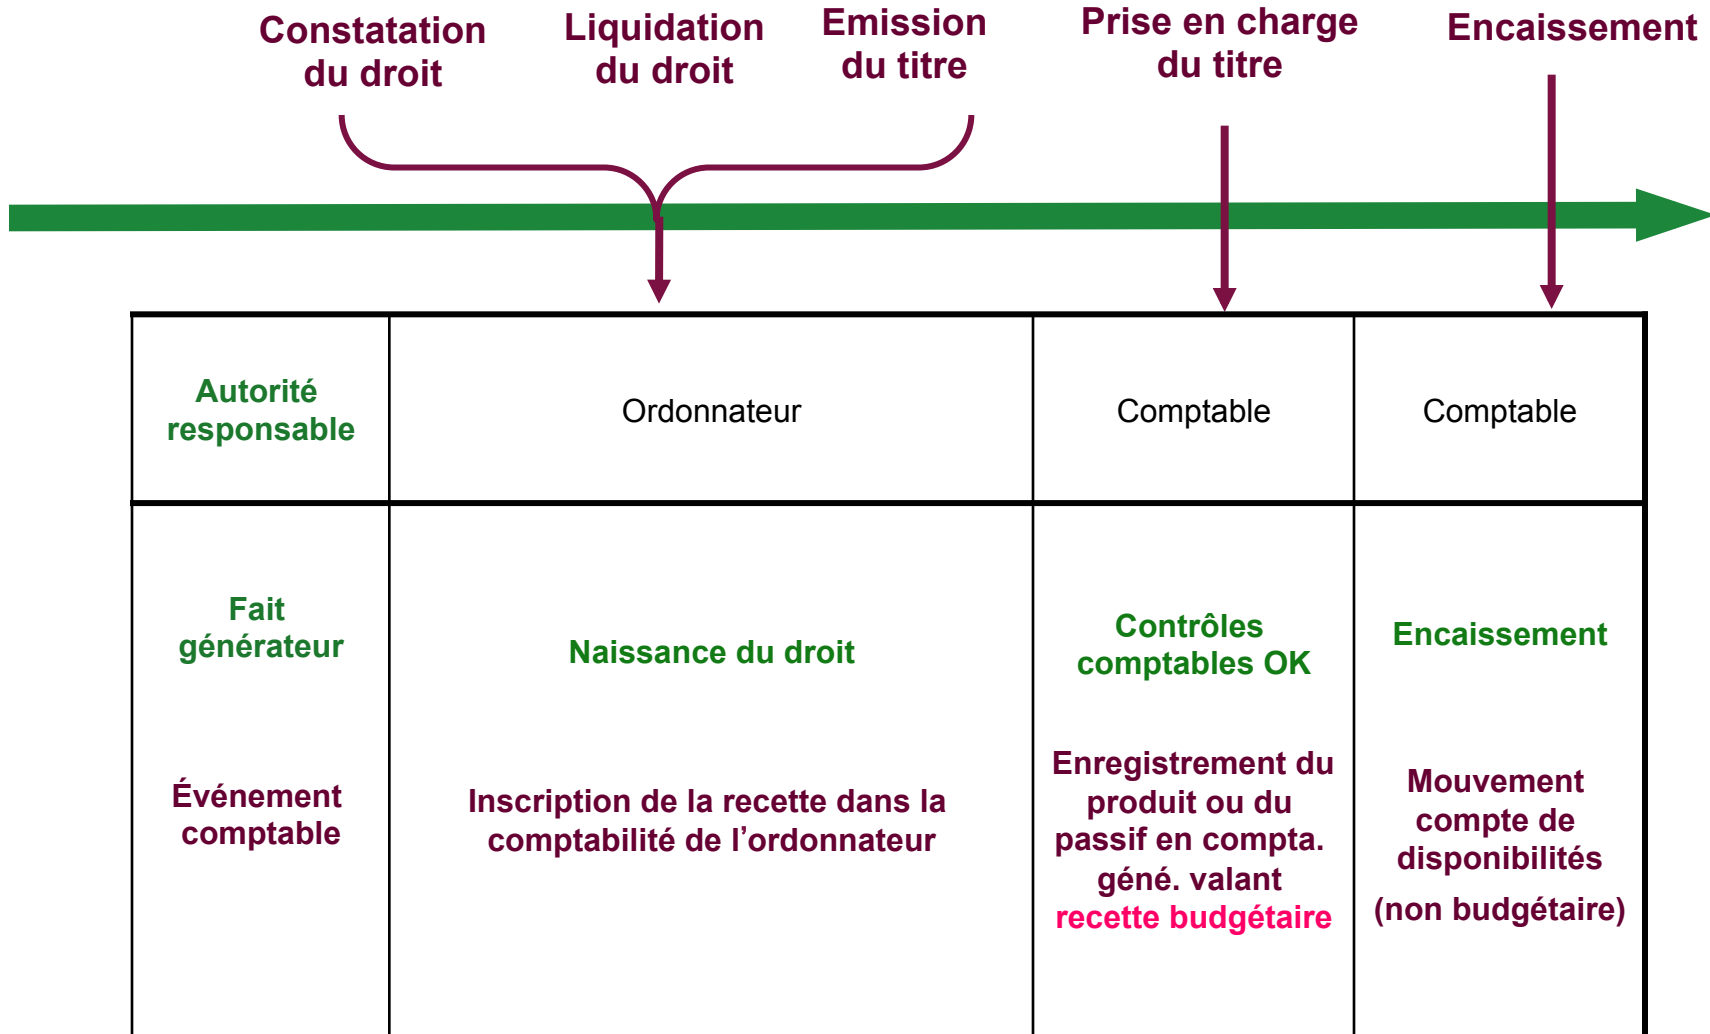 Constatation
du droit
Liquidation
du droit
Emission
du titre
Prise en charge
du titre
Encaissement
Autorité
responsable
Ordonnateur
Comptable
Comptable
Fait
générateur
Naissance du droit
Contrôles
comptables OK
Encaissement
Événement
comptable
Inscription de la recette dans la
comptabilité de l’ordonnateur
Enregistrement du
produit ou du
passif en compta.
géné. valant
recette budgétaire
Mouvement
compte de
disponibilités
(non budgétaire)